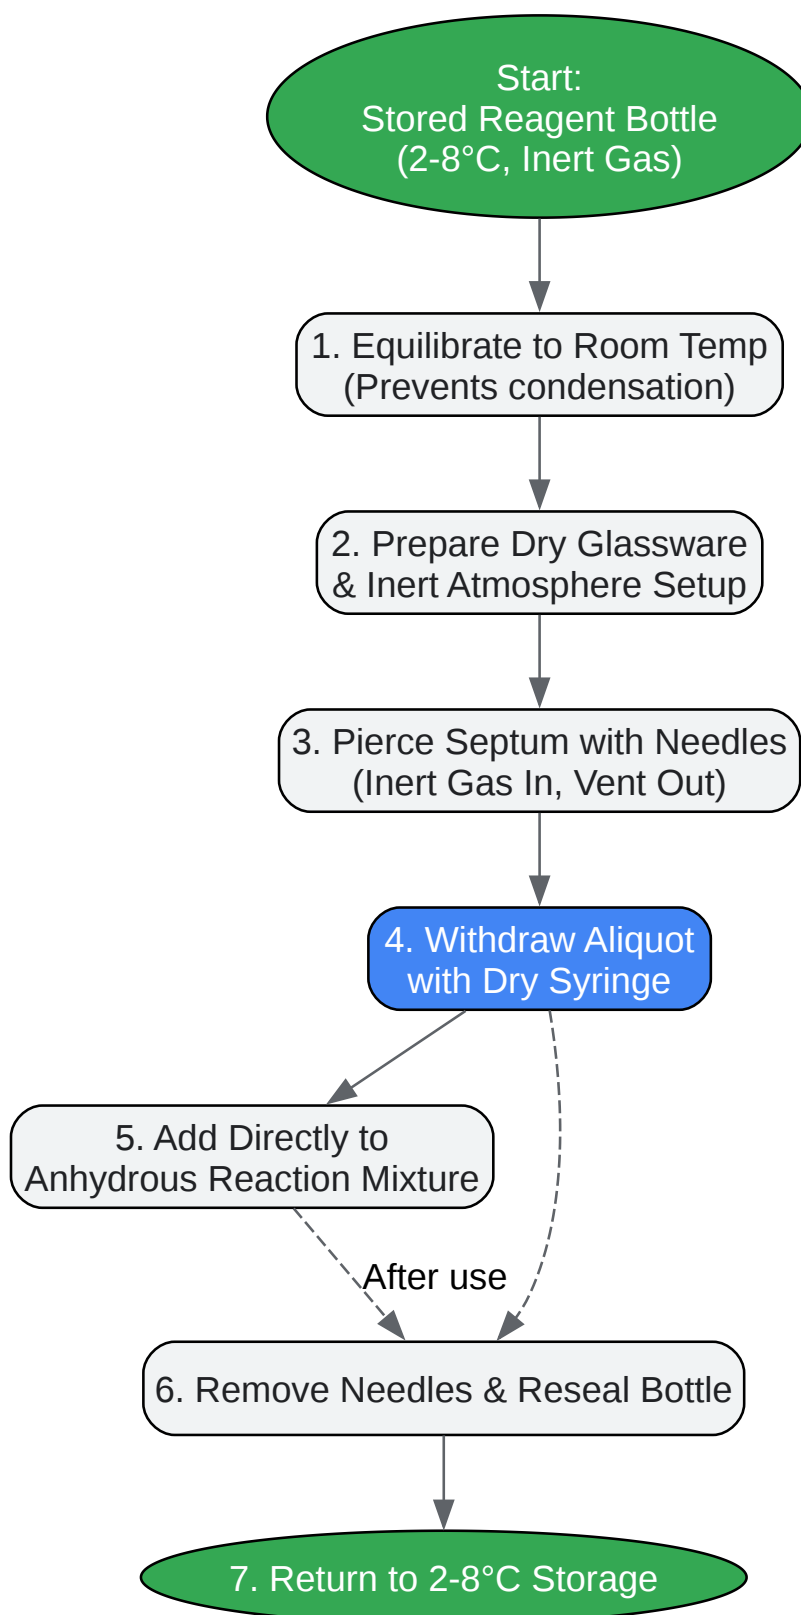 Start:
Stored Reagent Bottle
(2-8°C, Inert Gas)
1. Equilibrate to Room Temp
(Prevents condensation)
2. Prepare Dry Glassware
& Inert Atmosphere Setup
3. Pierce Septum with Needles
(Inert Gas In, Vent Out)
4. Withdraw Aliquot
with Dry Syringe
5. Add Directly to
Anhydrous Reaction Mixture
After use
6. Remove Needles & Reseal Bottle
7. Return to 2-8°C Storage